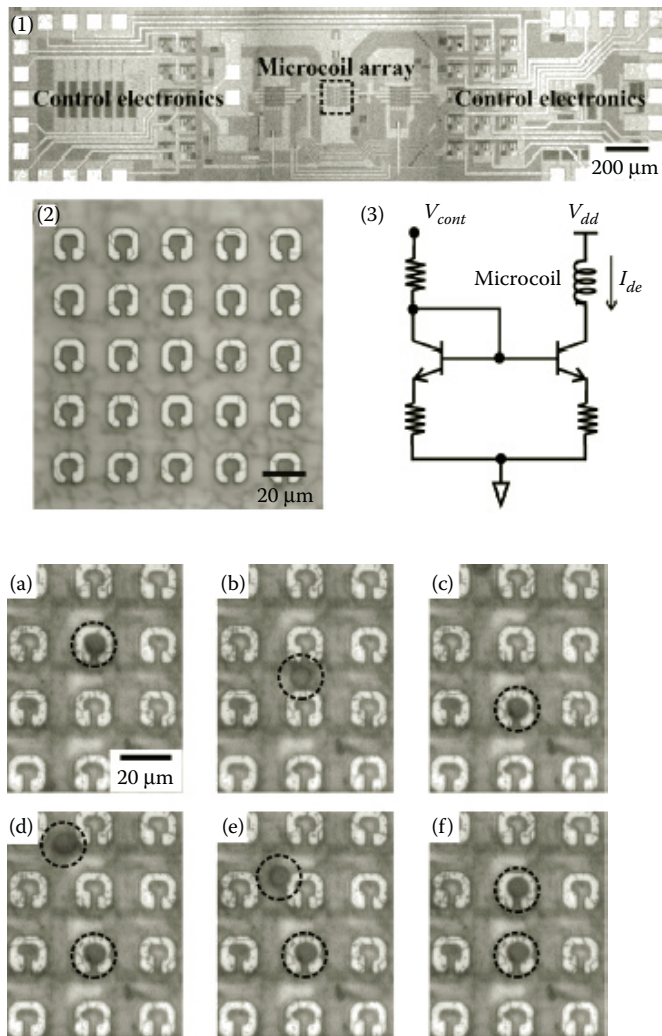 (1)
Microcoil array
Control electronics
Control electronics
200 µm
(2)
20 µm
(3)
V_cont
V_dd
Microcoil
I_de
(a)
20 µm
(b)
(c)
(d)
(e)
(f)